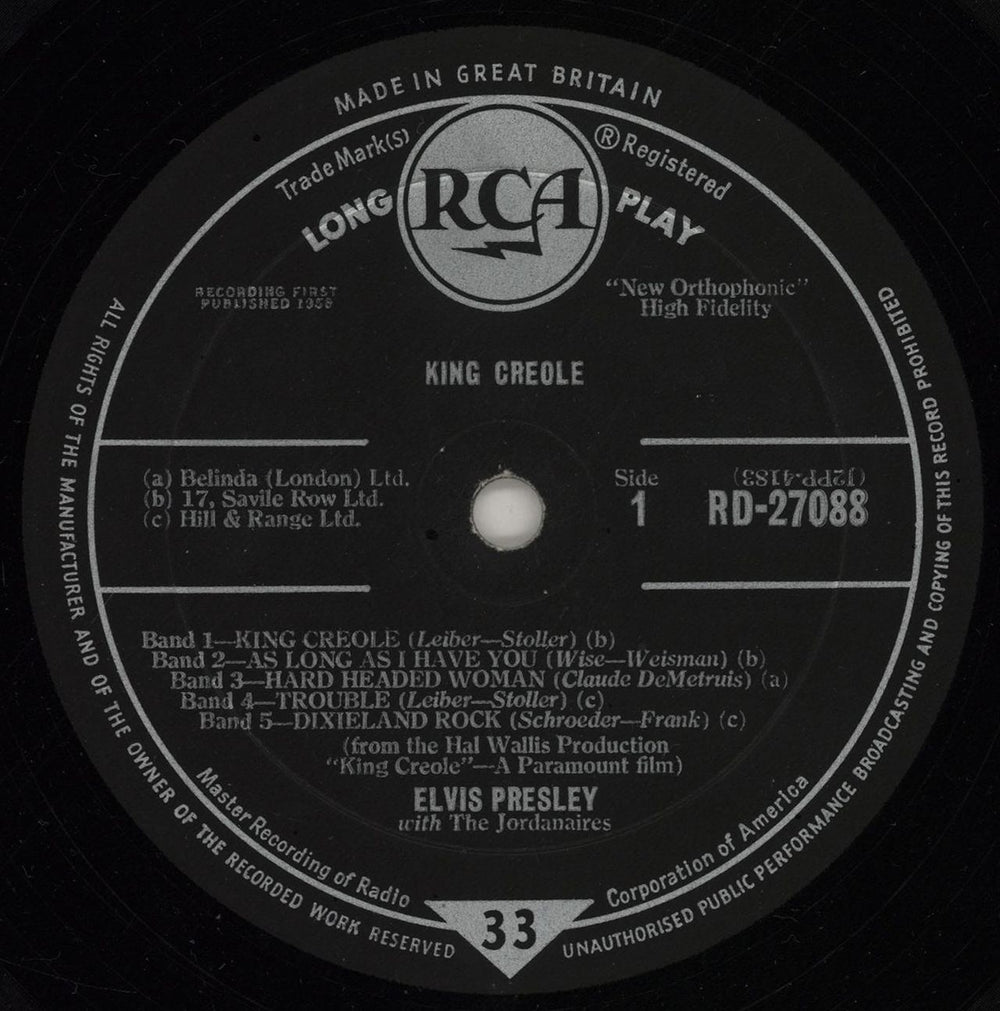 MADE IN GREAT BRITAIN
Trade Mark(s)
® Registered
LONG
RCA
PLAY
RECORDING FIRST
PUBLISHED 1958
"New Orthophonic"
High Fidelity
KING CREOLE
(a) Belinda (London) Ltd.
(b) 17, Savile Row Ltd.
(c) Hill & Range Ltd.
Side
1
(J2PP-4183)
RD-27088
Band 1—KING CREOLE (Leiber—Stoller) (b)
Band 2—AS LONG AS I HAVE YOU (Wise—Weisman) (b)
Band 3—HARD HEADED WOMAN (Claude DeMetruis) (a)
Band 4—TROUBLE (Leiber—Stoller) (c)
Band 5—DIXIELAND ROCK (Schroeder—Frank) (c)
(from the Hal Wallis Production
"King Creole"—A Paramount film)
ELVIS PRESLEY
with The Jordanaires
Master Recording of Radio
Corporation of America
33
ALL RIGHTS OF THE MANUFACTURER AND OF THE OWNER OF THE RECORDED WORK RESERVED
UNAUTHORISED PUBLIC PERFORMANCE BROADCASTING AND COPYING OF THIS RECORD PROHIBITED